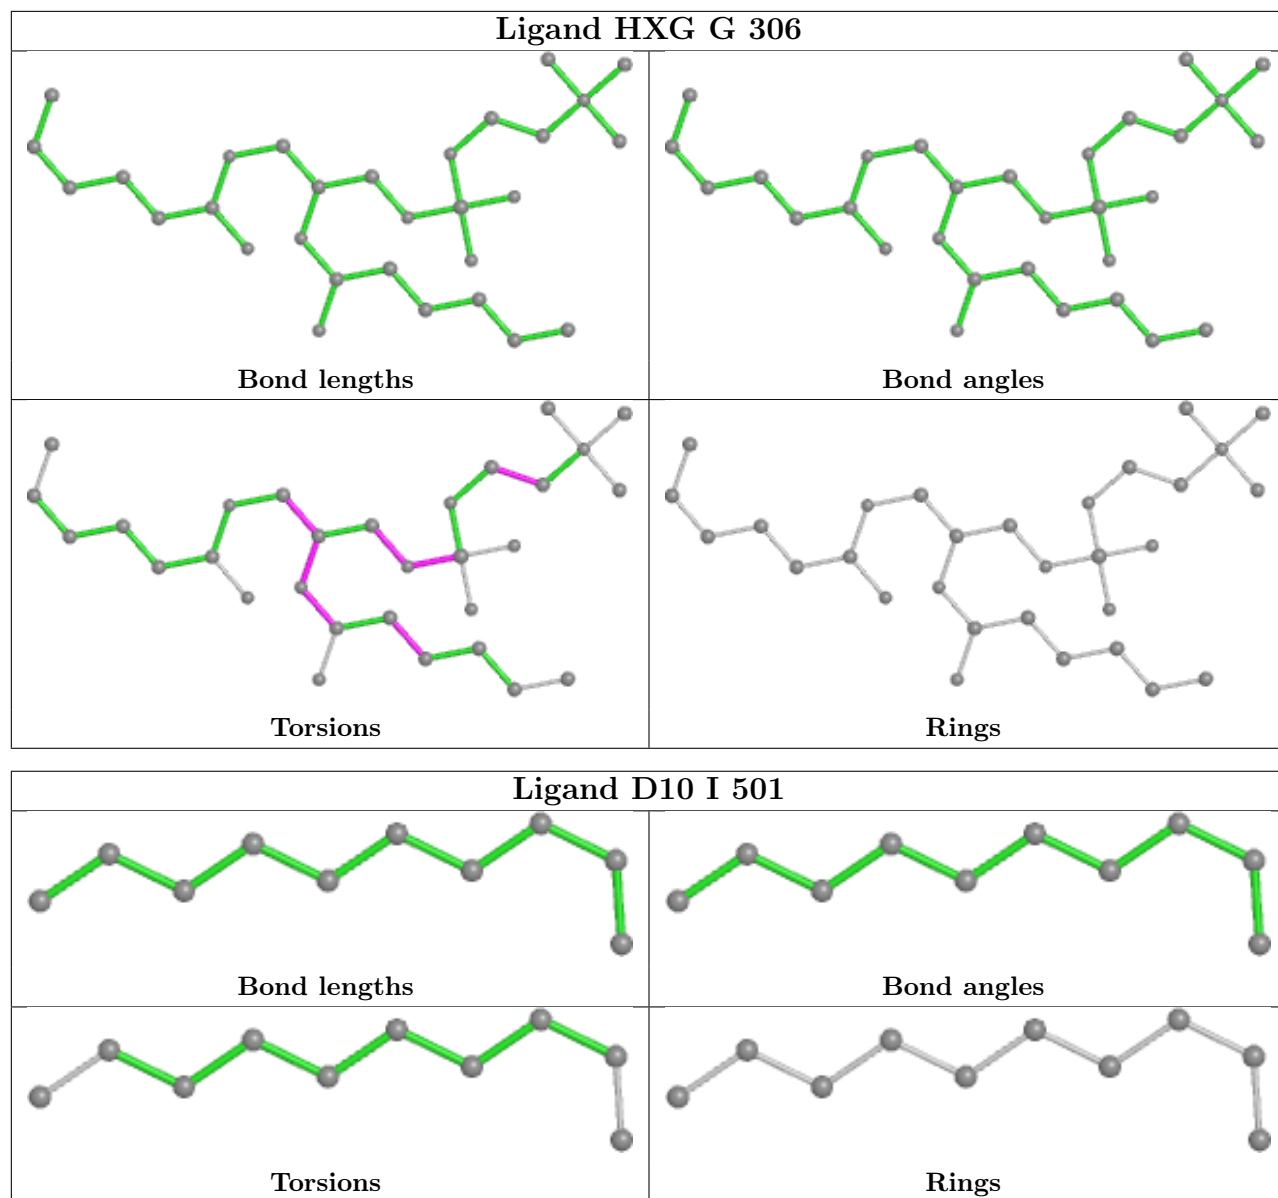 Ligand HXG G 306
Bond lengths
Bond angles
Torsions
Rings
Ligand D10 I 501
Bond lengths
Bond angles
Torsions
Rings